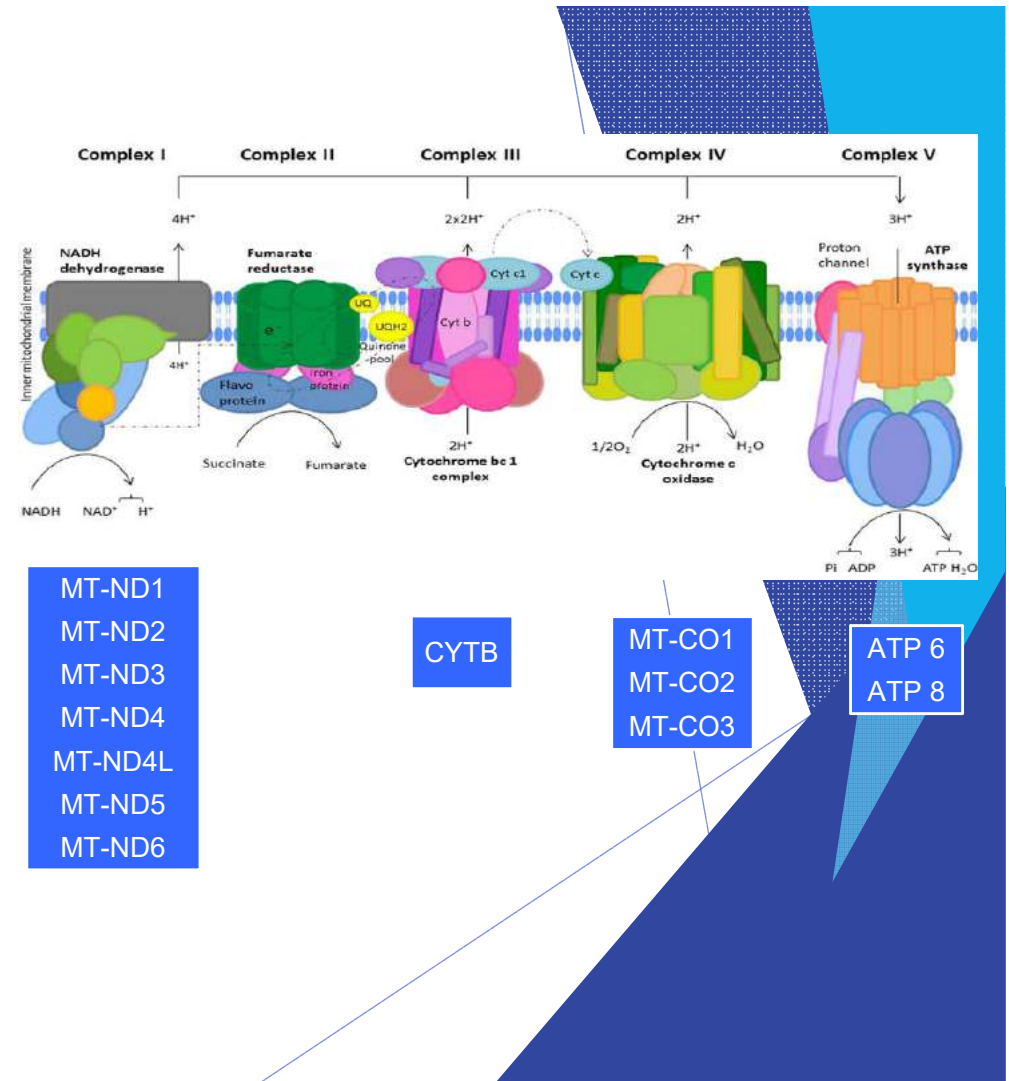 Complex I
Complex II
Complex III
Complex IV
Complex V
4H⁺
2x2H⁺
2H⁺
3H⁺
Inner mitochondrial membrane
NADH
dehydrogenase
Fumarate
reductase
Cyt c1
Cyt c
Proton
channel
ATP
synthase
UQ
UQH2
Quinone
-pool
e⁻
Cyt b
4H⁺
Flavo
protein
Iron
protein
Succinate
Fumarate
2H⁺
Cytochrome bc 1
complex
1/2O₂
2H⁺
H₂O
Cytochrome c
oxidase
NADH
NAD⁺
H⁺
Pi
ADP
3H⁺
ATP
H₂O
MT-ND1
MT-ND2
MT-ND3
MT-ND4
MT-ND4L
MT-ND5
MT-ND6
CYTB
MT-CO1
MT-CO2
MT-CO3
ATP 6
ATP 8